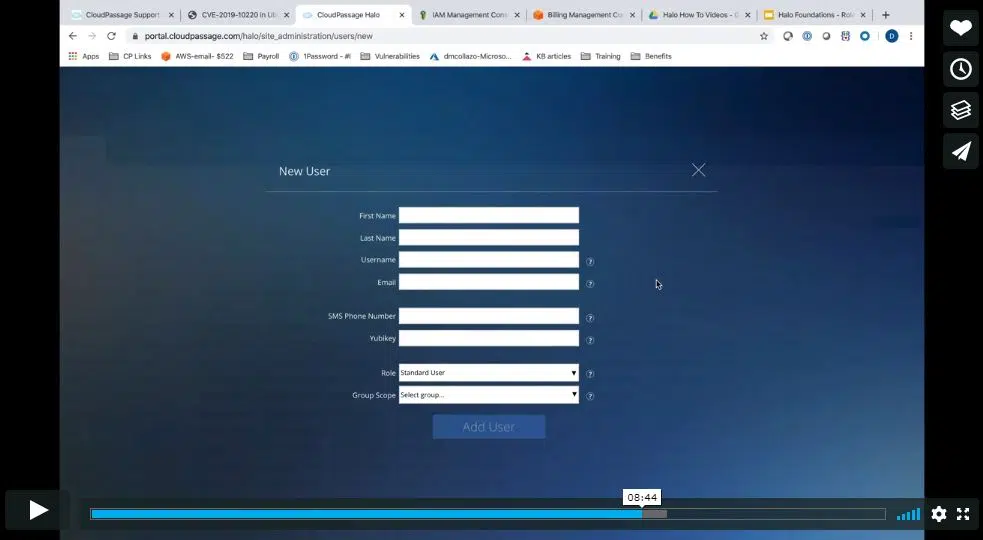 CloudPassage Support
CVE-2019-10220 in Ub
CloudPassage Halo
IAM Management Con
Billing Management Co
Halo How To Videos - G
Halo Foundations - Role
portal.cloudpassage.com/halo/site_administration/users/new
D
Apps
CP Links
AWS-email- $522
Payroll
1Password - #
Vulnerabilities
dmcollazo-Microso...
KB articles
Training
Benefits
New User
First Name
Last Name
Username ?
Email ?
SMS Phone Number ?
Yubikey ?
Role Standard User ?
Group Scope Select group... ?
Add User
08:44